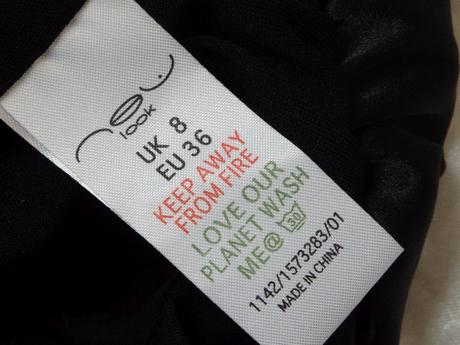 look
UK 8
EU 36
KEEP AWAY
FROM FIRE
LOVE OUR
PLANET WASH
ME@ 30
1142/1573283/01
MADE IN CHINA